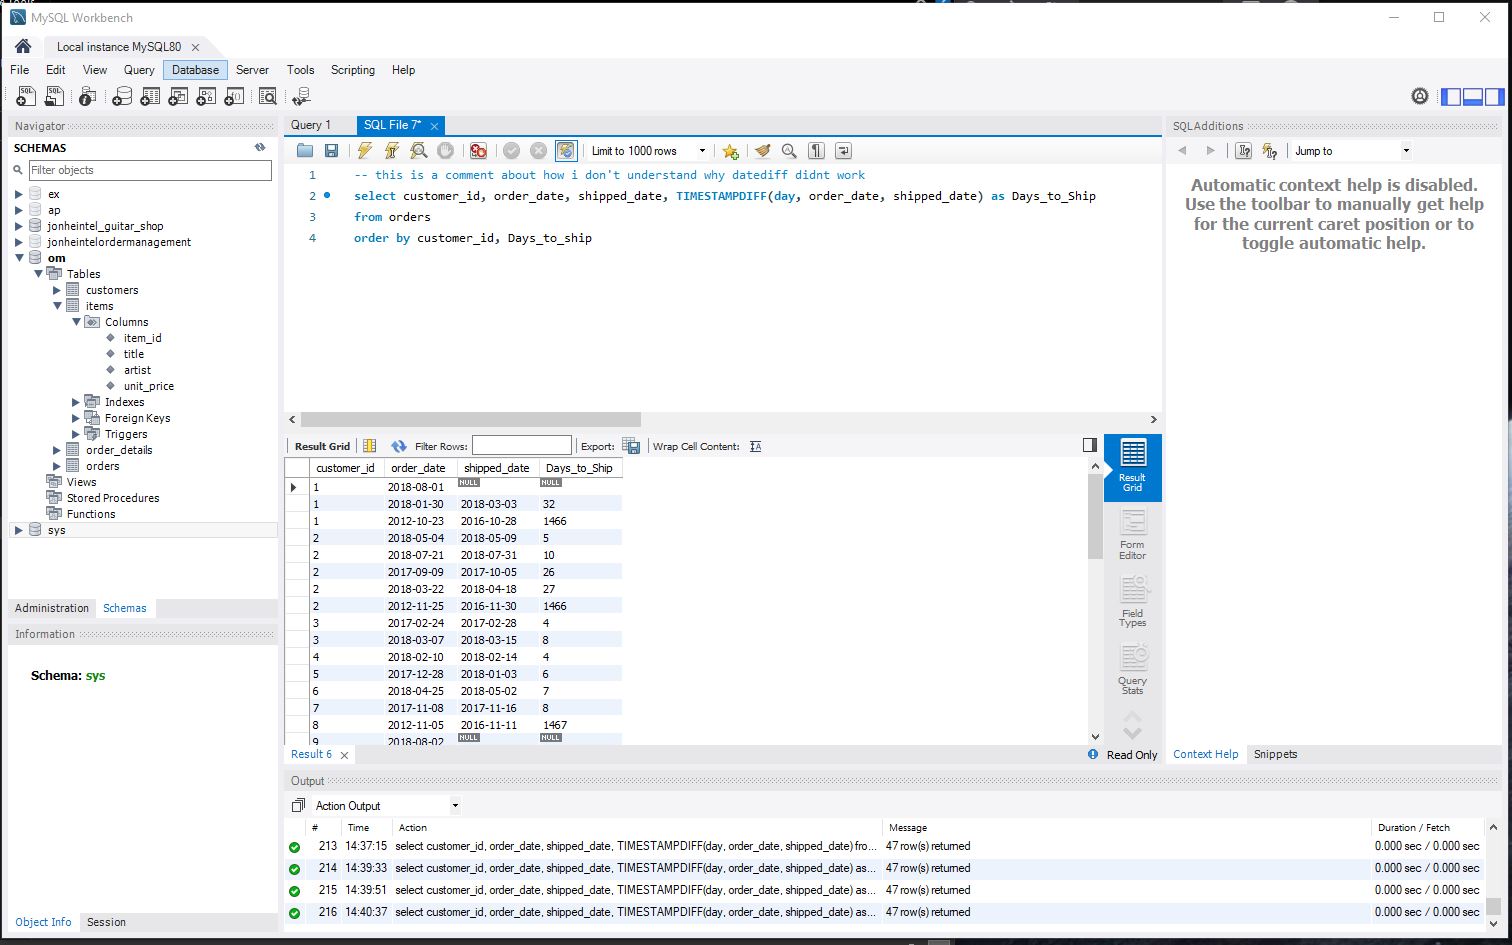 MySQL Workbench
Local instance MySQL80
File Edit View Query Database Server Tools Scripting Help
Navigator
SCHEMAS
Filter objects
ex
ap
jonheintel_guitar_shop
jonheintelordermanagement
om
Tables
customers
items
Columns
item_id
title
artist
unit_price
Indexes
Foreign Keys
Triggers
order_details
orders
Views
Stored Procedures
Functions
sys
Administration Schemas
Information
Schema: sys
Object Info Session
Query 1 SQL File 7*
Limit to 1000 rows
1 -- this is a comment about how i don't understand why datediff didnt work
2 select customer_id, order_date, shipped_date, TIMESTAMPDIFF(day, order_date, shipped_date) as Days_to_Ship
3 from orders
4 order by customer_id, Days_to_ship
Result Grid Filter Rows: Export: Wrap Cell Content:
customer_id order_date shipped_date Days_to_Ship
1 2018-08-01 NULL NULL
1 2018-01-30 2018-03-03 32
1 2012-10-23 2016-10-28 1466
2 2018-05-04 2018-05-09 5
2 2018-07-21 2018-07-31 10
2 2017-09-09 2017-10-05 26
2 2018-03-22 2018-04-18 27
2 2012-11-25 2016-11-30 1466
3 2017-02-24 2017-02-28 4
3 2018-03-07 2018-03-15 8
4 2018-02-10 2018-02-14 4
5 2017-12-28 2018-01-03 6
6 2018-04-25 2018-05-02 7
7 2017-11-08 2017-11-16 8
8 2012-11-05 2016-11-11 1467
9 2018-08-02 NULL NULL
Result Grid
Form Editor
Field Types
Query Stats
Result 6 Read Only
SQLAdditions
Jump to
Automatic context help is disabled.
Use the toolbar to manually get help
for the current caret position or to
toggle automatic help.
Context Help Snippets
Output
Action Output
# Time Action Message Duration / Fetch
213 14:37:15 select customer_id, order_date, shipped_date, TIMESTAMPDIFF(day, order_date, shipped_date) fro... 47 row(s) returned 0.000 sec / 0.000 sec
214 14:39:33 select customer_id, order_date, shipped_date, TIMESTAMPDIFF(day, order_date, shipped_date) as... 47 row(s) returned 0.000 sec / 0.000 sec
215 14:39:51 select customer_id, order_date, shipped_date, TIMESTAMPDIFF(day, order_date, shipped_date) as... 47 row(s) returned 0.000 sec / 0.000 sec
216 14:40:37 select customer_id, order_date, shipped_date, TIMESTAMPDIFF(day, order_date, shipped_date) as... 47 row(s) returned 0.000 sec / 0.000 sec